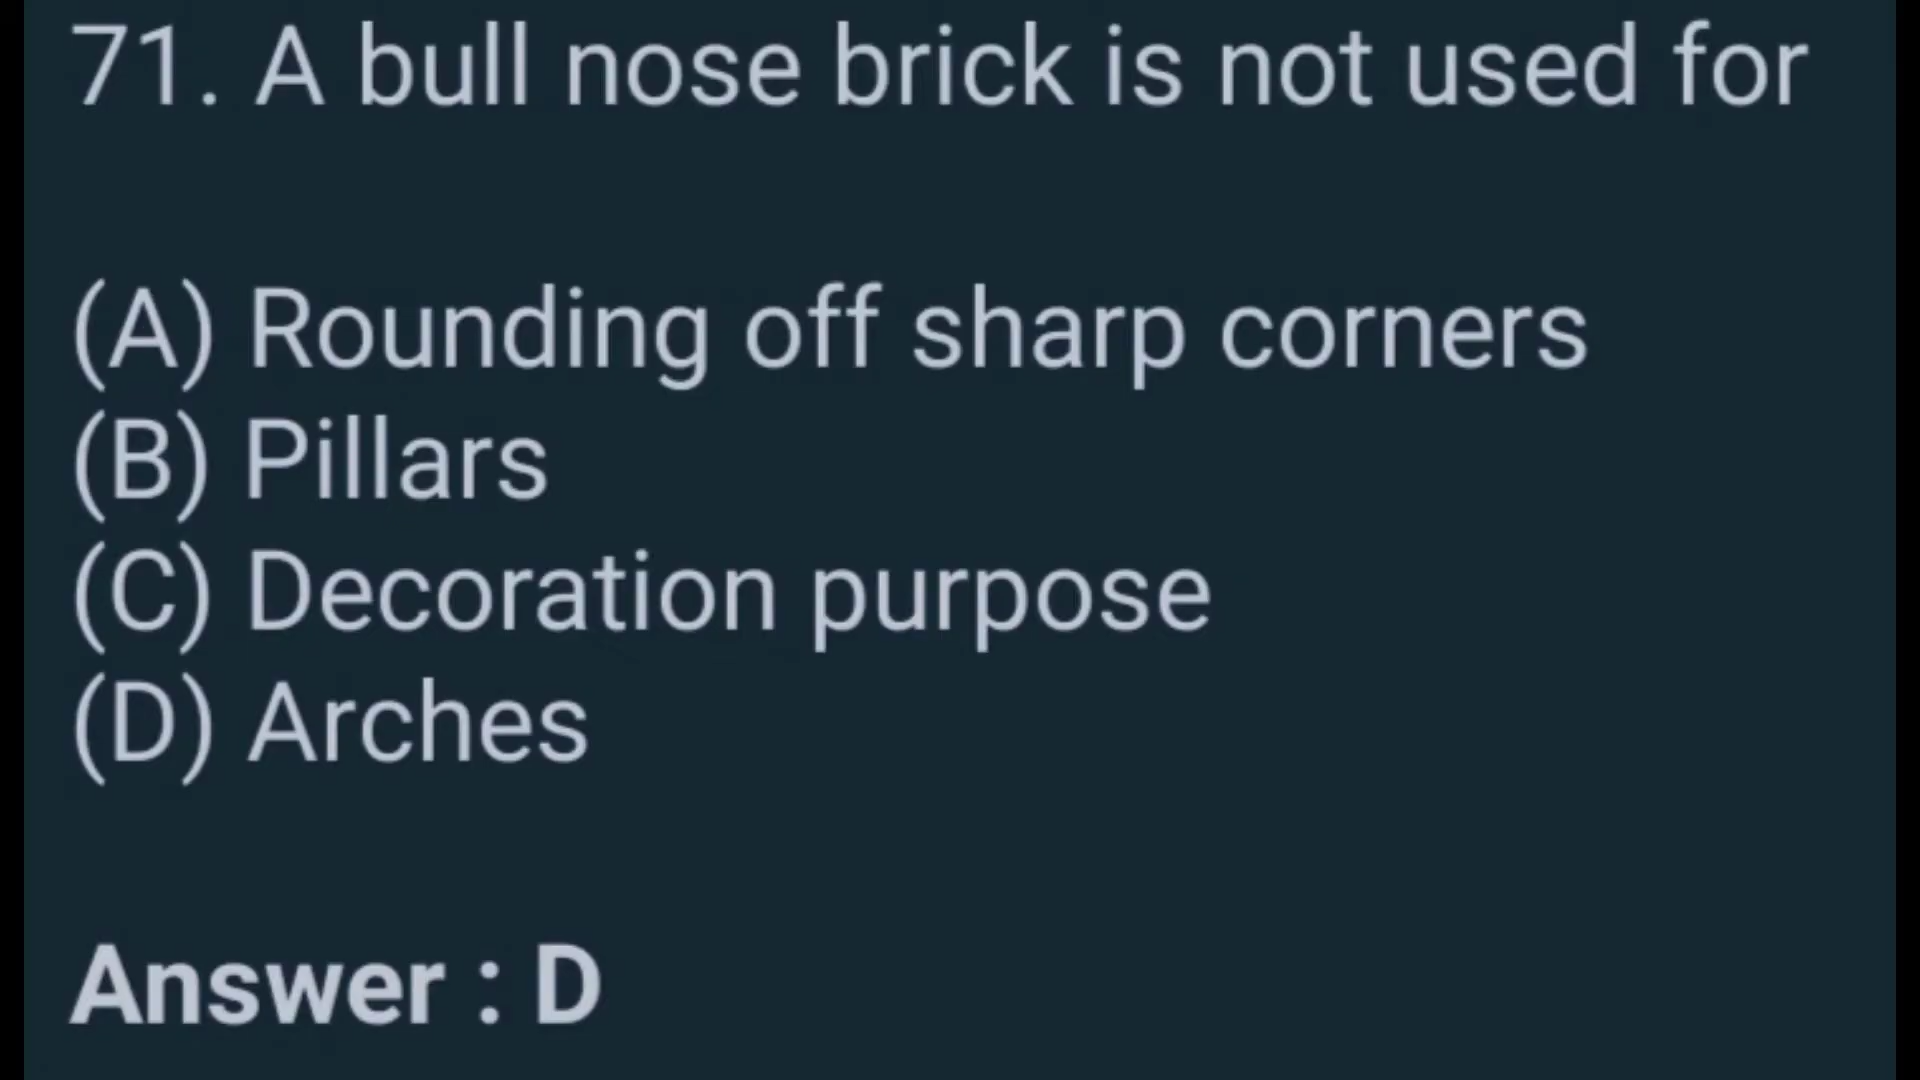 71. A bull nose brick is not used for
(A) Rounding off sharp corners
(B) Pillars
(C) Decoration purpose
(D) Arches
Answer : D